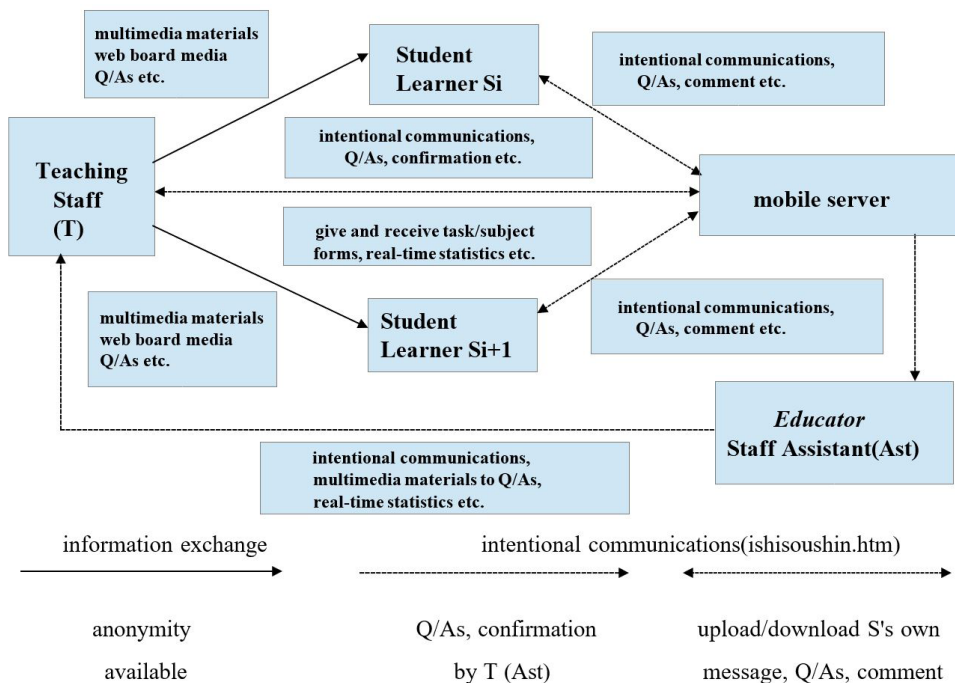 multimedia materials
web board media
Q/As etc.
Student
Learner Si
intentional communications,
Q/As, comment etc.
intentional communications,
Q/As, confirmation etc.
Teaching
Staff
(T)
mobile server
give and receive task/subject
forms, real-time statistics etc.
multimedia materials
web board media
Q/As etc.
Student
Learner Si+1
intentional communications,
Q/As, comment etc.
Educator
Staff Assistant(Ast)
intentional communications,
multimedia materials to Q/As,
real-time statistics etc.
information exchange
intentional communications(ishisoushin.htm)
anonymity
available
Q/As, confirmation
by T (Ast)
upload/download S's own
message, Q/As, comment